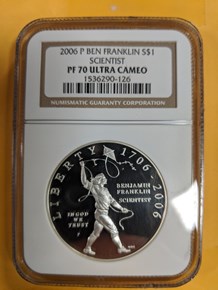 2006 P BEN FRANKLIN S$1
SCIENTIST
PF 70 ULTRA CAMEO
1536290-126
NUMISMATIC GUARANTY CORPORATION
LIBERTY 1706-2006
BENJAMIN
FRANKLIN
SCIENTIST
IN GOD
WE
TRUST